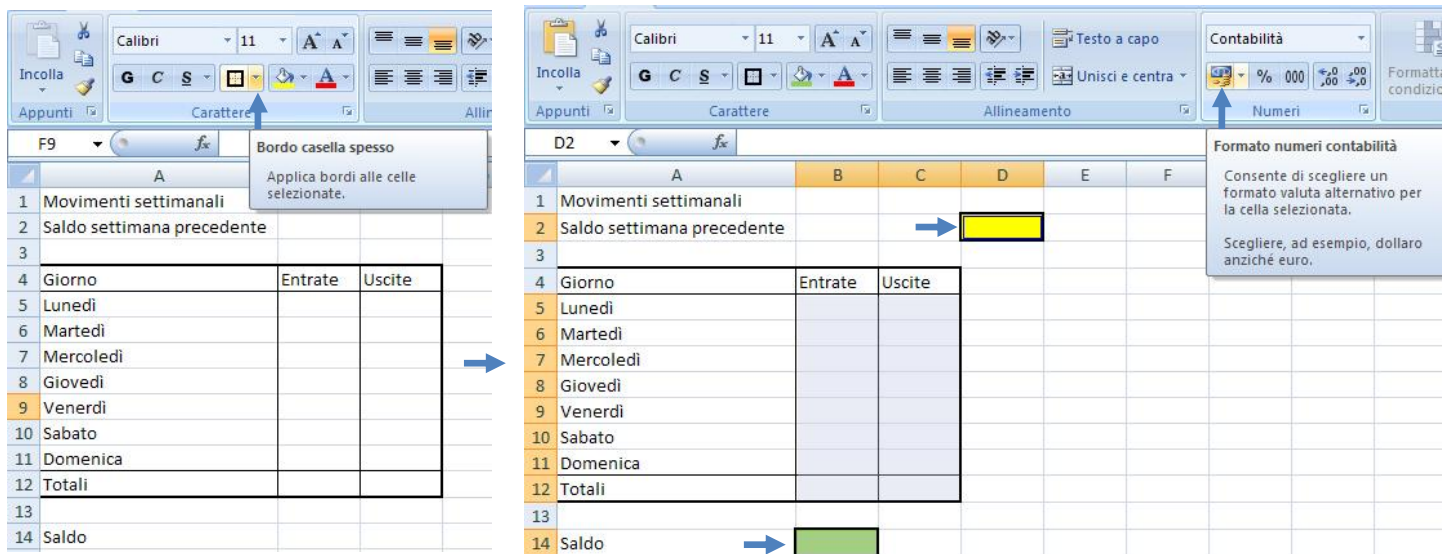 Calibri 11 A A
Incolla G C S A
Appunti Carattere Allin
F9 fx
Bordo casella spesso
Applica bordi alle celle
selezionate.
A
1 Movimenti settimanali
2 Saldo settimana precedente
3
4 Giorno Entrate Uscite
5 Lunedì
6 Martedì
7 Mercoledì
8 Giovedì
9 Venerdì
10 Sabato
11 Domenica
12 Totali
13
14 Saldo
Calibri 11 A A Testo a capo Contabilità
Incolla G C S A Unisci e centra % 000 ,0 ,00 ,00 ,0 Formatta
condizio
Appunti Carattere Allineamento Numeri
D2 fx
Formato numeri contabilità
Consente di scegliere un
formato valuta alternativo per
la cella selezionata.
Scegliere, ad esempio, dollaro
anziché euro.
A B C D E F
1 Movimenti settimanali
2 Saldo settimana precedente
3
4 Giorno Entrate Uscite
5 Lunedì
6 Martedì
7 Mercoledì
8 Giovedì
9 Venerdì
10 Sabato
11 Domenica
12 Totali
13
14 Saldo